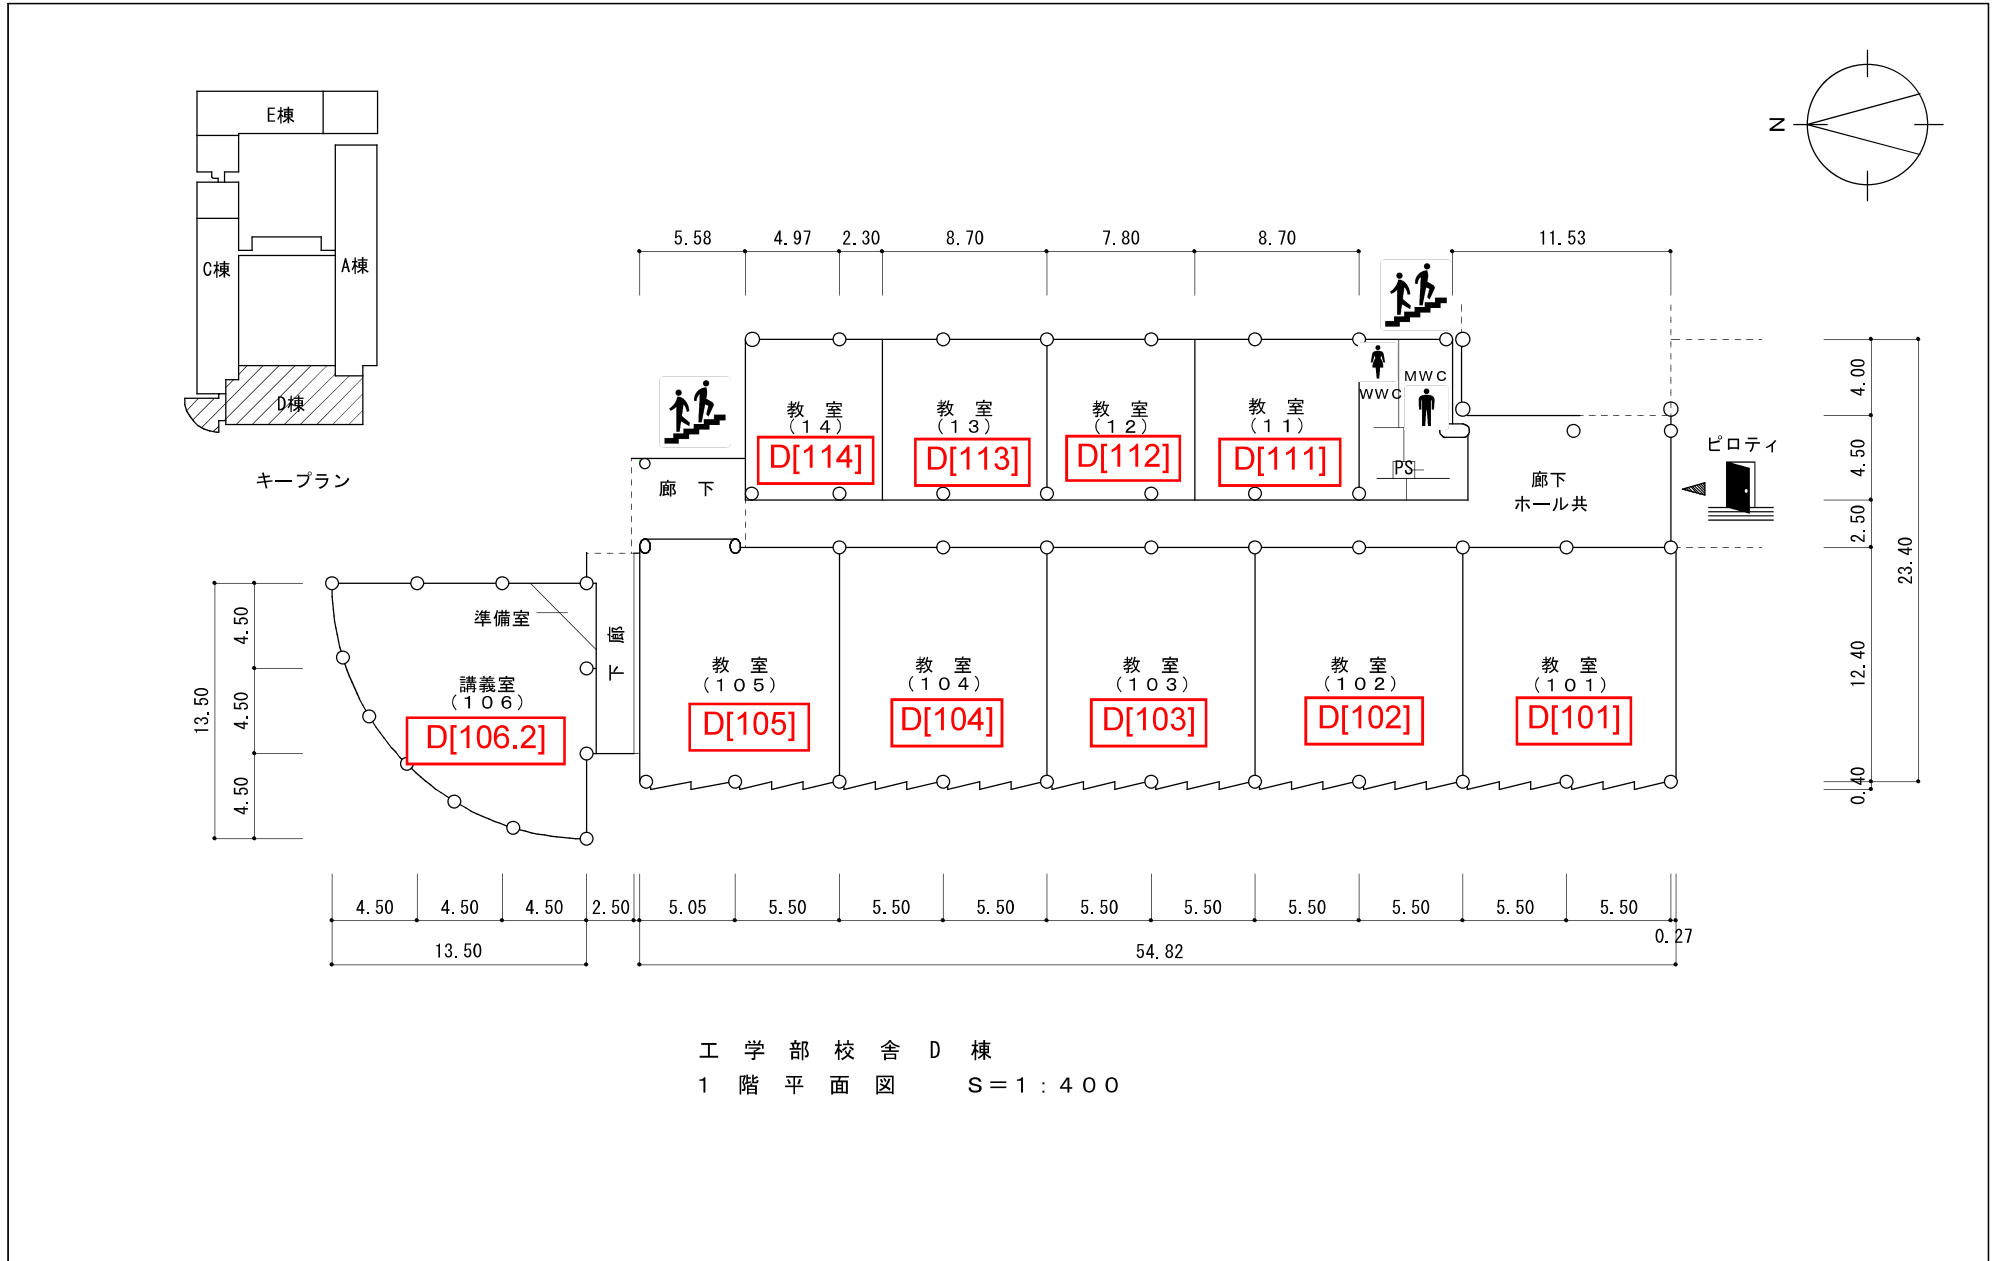 E棟
C棟
A棟
D棟
キープラン
N
5.58
4.97
2.30
8.70
7.80
8.70
11.53
教 室
(14)
D[114]
教 室
(13)
D[113]
教 室
(12)
D[112]
教 室
(11)
D[111]
WWC
MWC
PS
廊 下
廊下
ホール共
ピロティ
4.00
4.50
2.50
12.40
0.40
23.40
準備室
廊下
講義室
(106)
D[106.2]
教 室
(105)
D[105]
教 室
(104)
D[104]
教 室
(103)
D[103]
教 室
(102)
D[102]
教 室
(101)
D[101]
4.50
4.50
4.50
13.50
4.50
4.50
4.50
2.50
5.05
5.50
5.50
5.50
5.50
5.50
5.50
5.50
5.50
5.50
0.27
13.50
54.82
工学部校舎D棟
1階平面図 S=1:400